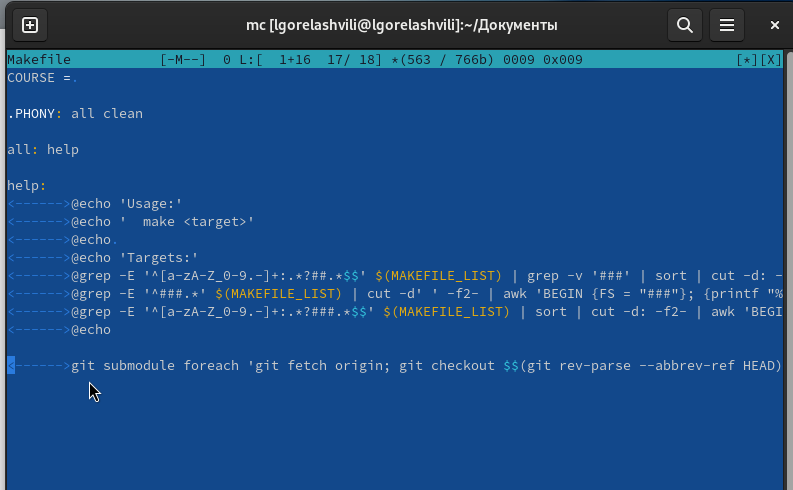 mc [lgorelashvili@lgorelashvili]:~/Документы
Makefile [-M--] 0 L:[ 1+16 17/ 18] *(563 / 766b) 0009 0x009 [*][X]
COURSE =.
.PHONY: all clean
all: help
help:
<------>@echo 'Usage:'
<------>@echo '  make <target>'
<------>@echo.
<------>@echo 'Targets:'
<------>@grep -E '^[a-zA-Z_0-9.-]+:.*?##.*$$' $(MAKEFILE_LIST) | grep -v '###' | sort | cut -d: -
<------>@grep -E '^###.*' $(MAKEFILE_LIST) | cut -d' ' -f2- | awk 'BEGIN {FS = "###"}; {printf "%
<------>@grep -E '^[a-zA-Z_0-9.-]+:.*?###.*$$' $(MAKEFILE_LIST) | sort | cut -d: -f2- | awk 'BEGI
<------>@echo
<------>git submodule foreach 'git fetch origin; git checkout $$(git rev-parse --abbrev-ref HEAD)